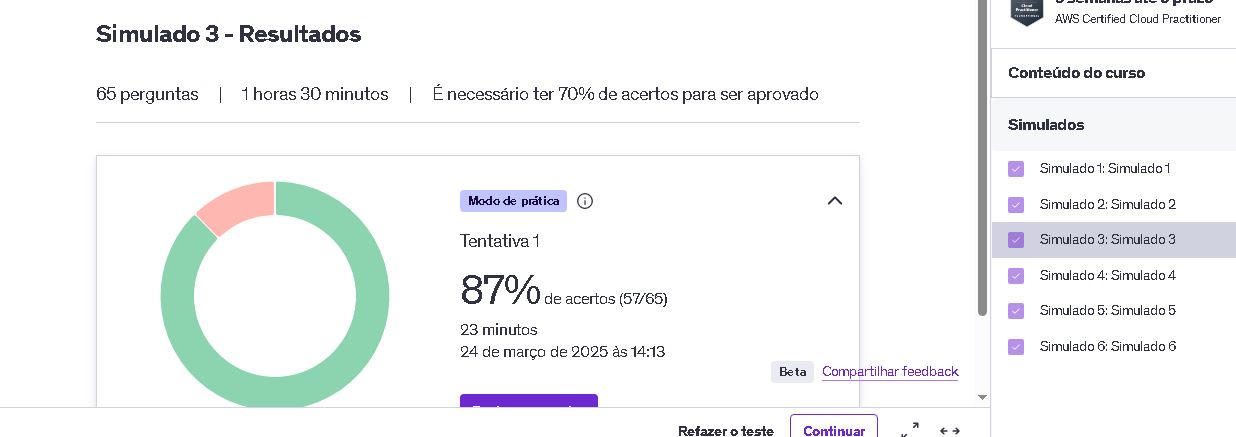 Simulado 3 - Resultados
65 perguntas | 1 horas 30 minutos | É necessário ter 70% de acertos para ser aprovado
Modo de prática
Tentativa 1
87% de acertos (57/65)
23 minutos
24 de março de 2025 às 14:13
Beta Compartilhar feedback
Refazer o teste Continuar
AWS Certified Cloud Practitioner
Conteúdo do curso
Simulados
Simulado 1: Simulado 1
Simulado 2: Simulado 2
Simulado 3: Simulado 3
Simulado 4: Simulado 4
Simulado 5: Simulado 5
Simulado 6: Simulado 6